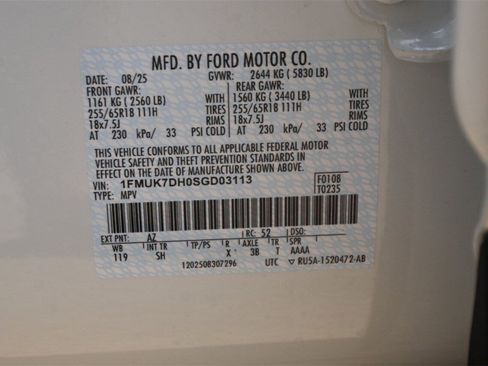 MFD. BY FORD MOTOR CO.
DATE: 08/25 GVWR: 2644 KG ( 5830 LB)
FRONT GAWR: REAR GAWR:
1161 KG ( 2560 LB) WITH 1560 KG ( 3440 LB) WITH
255/65R18 111H TIRES 255/65R18 111H TIRES
18x7.5J RIMS 18x7.5J RIMS
AT 230 kPa/ 33 PSI COLD AT 230 kPa/ 33 PSI COLD
THIS VEHICLE CONFORMS TO ALL APPLICABLE FEDERAL MOTOR
VEHICLE SAFETY AND THEFT PREVENTION STANDARDS IN
EFFECT ON THE DATE OF MANUFACTURE SHOWN ABOVE.
VIN: 1FMUK7DH0SGD03113 F0108
TYPE: MPV T0235
EXT PNT: AZ RC: 52 DSO:
WB INT TR TP/PS R AXLE TR SPR
119 SH X 3B T AAAA
1202508307296 UTC ▽ RU5A-1520472-AB